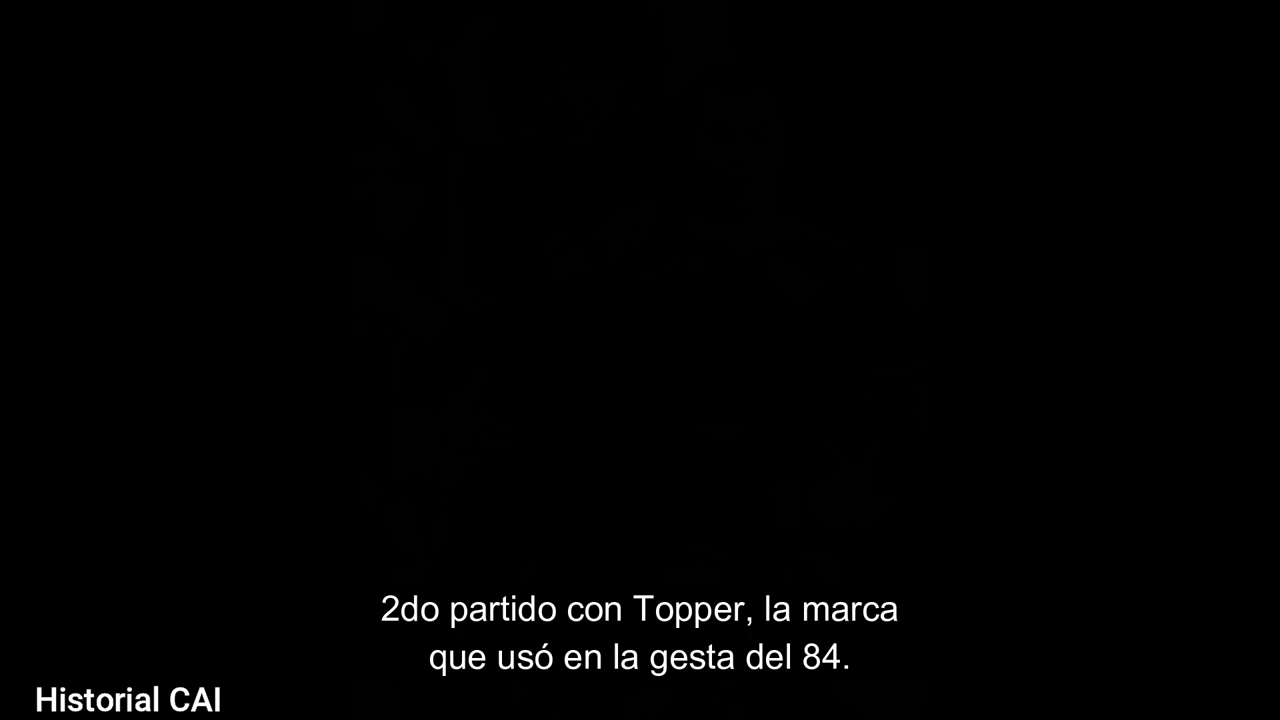 2do partido con Topper, la marca
que usó en la gesta del 84.
Historial CAI